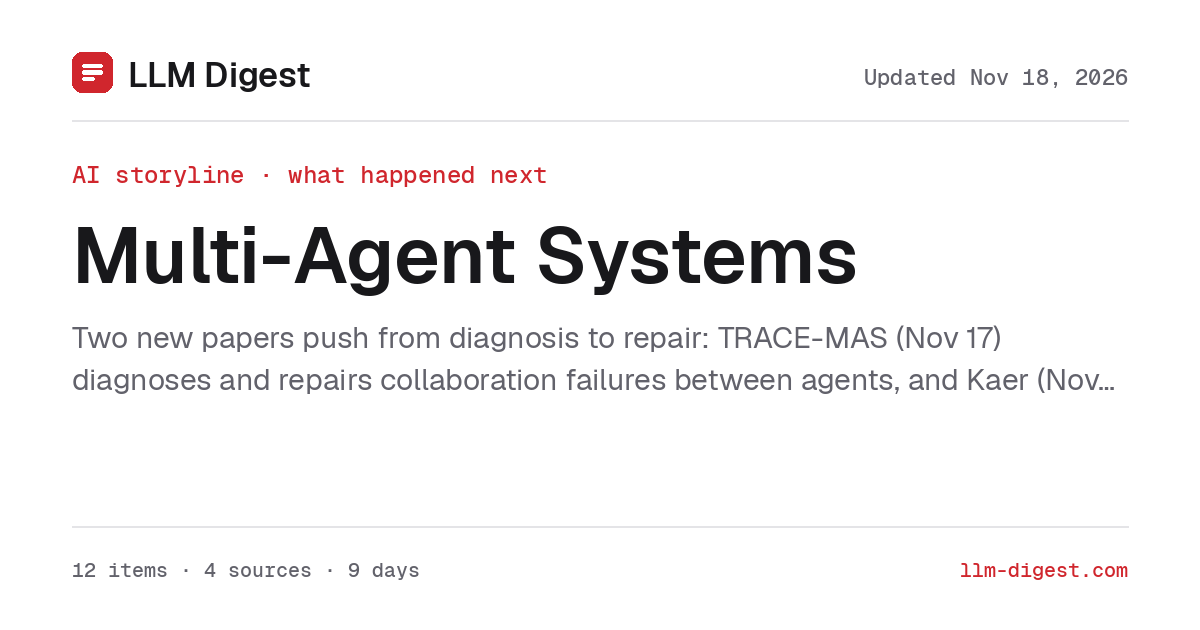 LLM Digest
Updated Nov 18, 2026
AI storyline · what happened next
Multi-Agent Systems
Two new papers push from diagnosis to repair: TRACE-MAS (Nov 17)
diagnoses and repairs collaboration failures between agents, and Kaer (Nov…
12 items · 4 sources · 9 days
llm-digest.com